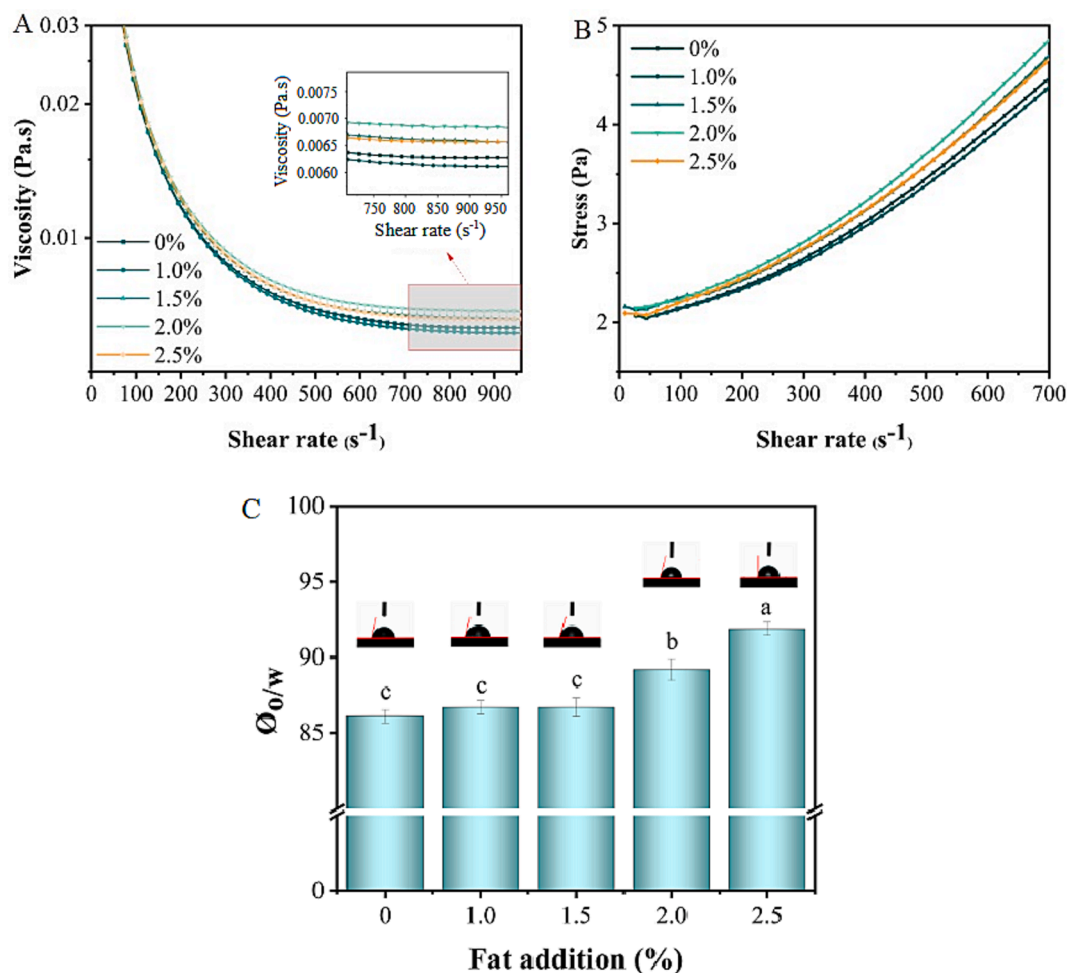 A
0.03
0.02
0.01
Viscosity (Pa.s)
0%
1.0%
1.5%
2.0%
2.5%
0 100 200 300 400 500 600 700 800 900
Shear rate (s-1)
Viscosity (Pa.s)
0.0075
0.0070
0.0065
0.0060
750 800 850 900 950
Shear rate (s-1)
B
5
4
3
2
Stress (Pa)
0%
1.0%
1.5%
2.0%
2.5%
0 100 200 300 400 500 600 700
Shear rate (s-1)
C
100
95
90
85
0
Øo/w
c c c b a
0 1.0 1.5 2.0 2.5
Fat addition (%)